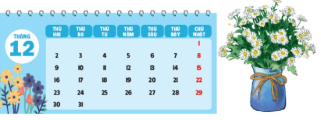 THÁNG
12
THỨ HAI THỨ BA THỨ TƯ THỨ NĂM THỨ SÁU THỨ BẢY CHỦ NHẬT
1
2 3 4 5 6 7 8
9 10 11 12 13 14 15
16 17 18 19 20 21 22
23 24 25 26 27 28 29
30 31